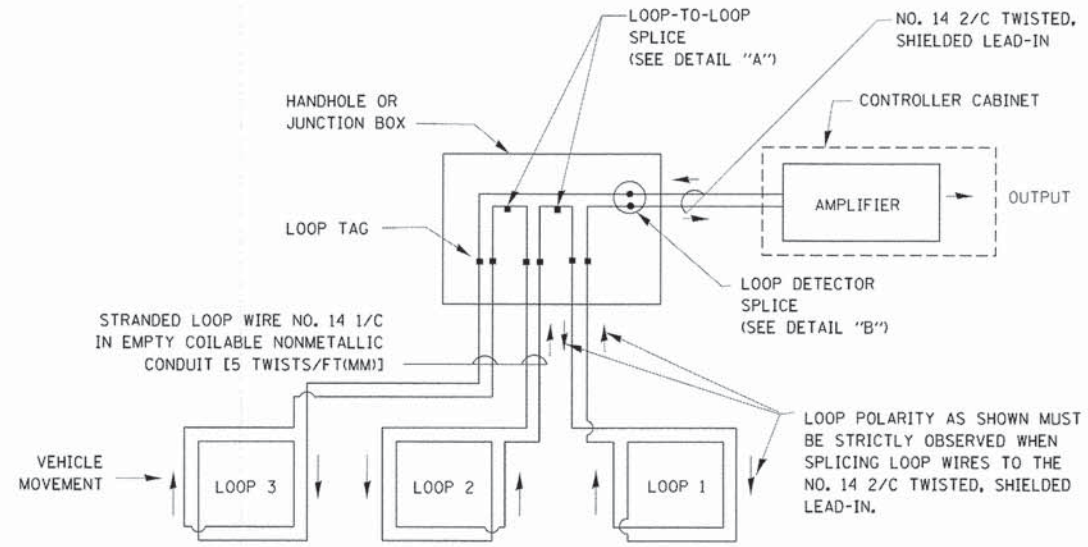 LOOP-TO-LOOP
SPLICE
(SEE DETAIL "A")
NO. 14 2/C TWISTED,
SHIELDED LEAD-IN
HANDHOLE OR
JUNCTION BOX
CONTROLLER CABINET
AMPLIFIER
OUTPUT
LOOP TAG
LOOP DETECTOR
SPLICE
(SEE DETAIL "B")
STRANDED LOOP WIRE NO. 14 1/C
IN EMPTY COILABLE NONMETALLIC
CONDUIT [5 TWISTS/FT(MM)]
LOOP POLARITY AS SHOWN MUST
BE STRICTLY OBSERVED WHEN
SPLICING LOOP WIRES TO THE
NO. 14 2/C TWISTED, SHIELDED
LEAD-IN.
VEHICLE
MOVEMENT
LOOP 3
LOOP 2
LOOP 1